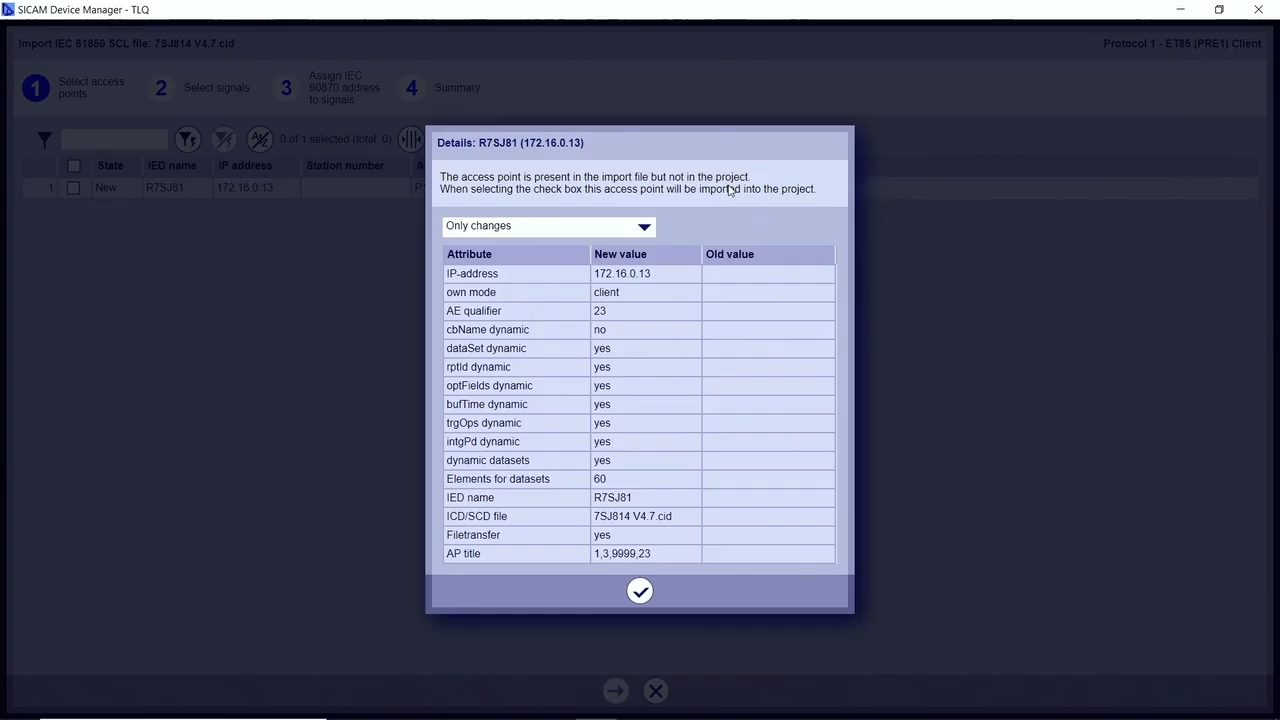 SICAM Device Manager - TLQ
Import IEC 61850 SCL file: 7SJ814 V4.7.cid
Protocol 1 - ET85 (PRE1) Client
1 Select access points
2 Select signals
3 Assign IEC 60870 address to signals
4 Summary
0 of 1 selected (total: 0)
State IED name IP address Station number
1 New R7SJ81 172.16.0.13
Details: R7SJ81 (172.16.0.13)
The access point is present in the import file but not in the project.
When selecting the check box this access point will be imported into the project.
Only changes
Attribute New value Old value
IP-address 172.16.0.13
own mode client
AE qualifier 23
cbName dynamic no
dataSet dynamic yes
rptId dynamic yes
optFields dynamic yes
bufTime dynamic yes
trgOps dynamic yes
intgPd dynamic yes
dynamic datasets yes
Elements for datasets 60
IED name R7SJ81
ICD/SCD file 7SJ814 V4.7.cid
Filetransfer yes
AP title 1,3,9999,23